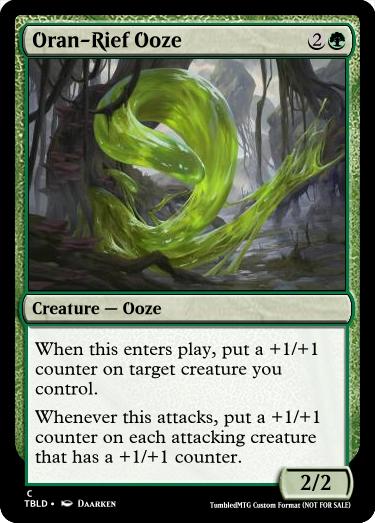 Oran-Rief Ooze 2
Creature — Ooze
When this enters play, put a +1/+1
counter on target creature you
control.
Whenever this attacks, put a +1/+1
counter on each attacking creature
that has a +1/+1 counter.
2/2
C
TBLD • Daarken
TumbledMTG Custom Format (NOT FOR SALE)